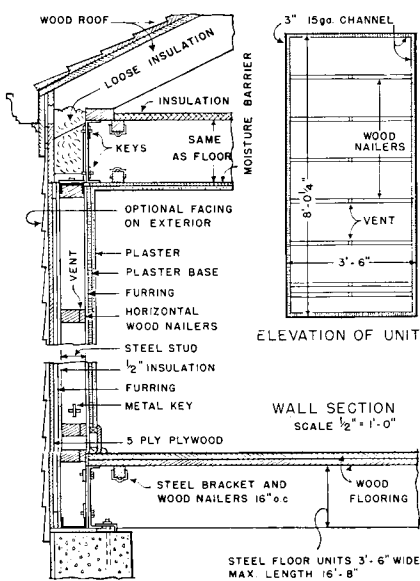 WOOD ROOF
LOOSE INSULATION
INSULATION
MOISTURE BARRIER
KEYS
SAME
AS FLOOR
OPTIONAL FACING
ON EXTERIOR
VENT
PLASTER
PLASTER BASE
FURRING
HORIZONTAL
WOOD NAILERS
STEEL STUD
1/2" INSULATION
FURRING
METAL KEY
5 PLY PLYWOOD
STEEL BRACKET AND
WOOD NAILERS 16" o.c
WOOD
FLOORING
STEEL FLOOR UNITS 3'-6" WIDE
MAX. LENGTH 16'-8"
3" 15ga. CHANNEL
WOOD
NAILERS
8'-0 1/4"
VENT
3'-6"
ELEVATION OF UNIT
WALL SECTION
SCALE 1/2" = 1'-0"